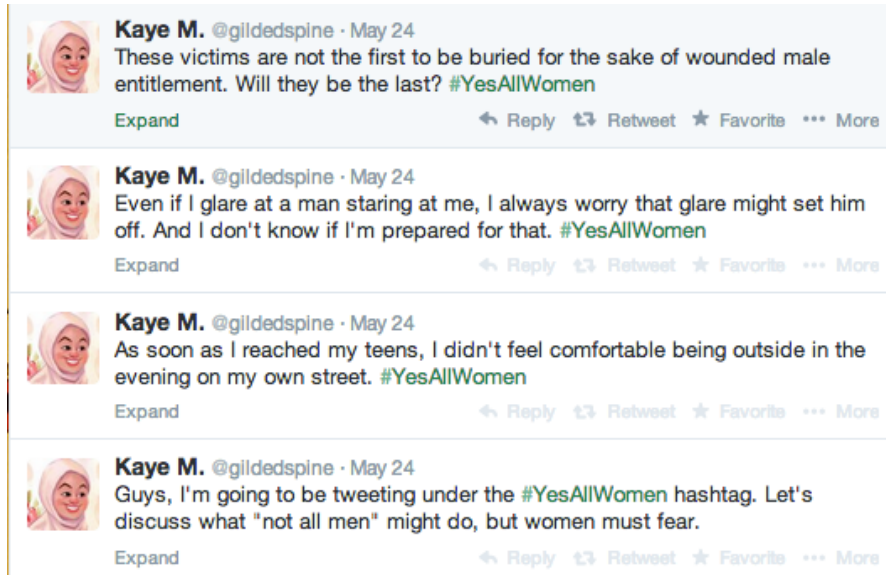 Kaye M. @gildedspine · May 24
These victims are not the first to be buried for the sake of wounded male
entitlement. Will they be the last? #YesAllWomen
Expand Reply Retweet Favorite ••• More
Kaye M. @gildedspine · May 24
Even if I glare at a man staring at me, I always worry that glare might set him
off. And I don't know if I'm prepared for that. #YesAllWomen
Expand Reply Retweet Favorite ••• More
Kaye M. @gildedspine · May 24
As soon as I reached my teens, I didn't feel comfortable being outside in the
evening on my own street. #YesAllWomen
Expand Reply Retweet Favorite ••• More
Kaye M. @gildedspine · May 24
Guys, I'm going to be tweeting under the #YesAllWomen hashtag. Let's
discuss what "not all men" might do, but women must fear.
Expand Reply Retweet Favorite ••• More